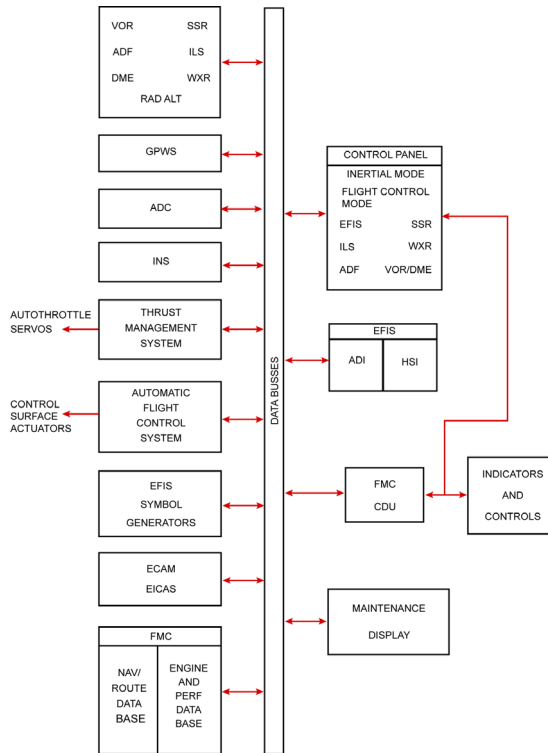 VOR SSR
ADF ILS
DME WXR
RAD ALT
GPWS
ADC
INS
AUTOTHROTTLE
SERVOS
THRUST
MANAGEMENT
SYSTEM
CONTROL
SURFACE
ACTUATORS
AUTOMATIC
FLIGHT
CONTROL
SYSTEM
EFIS
SYMBOL
GENERATORS
ECAM
EICAS
FMC
NAV/
ROUTE
DATA
BASE
ENGINE
AND
PERF
DATA
BASE
DATA BUSSES
CONTROL PANEL
INERTIAL MODE
FLIGHT CONTROL
MODE
EFIS SSR
ILS WXR
ADF VOR/DME
EFIS
ADI HSI
FMC
CDU
INDICATORS
AND
CONTROLS
MAINTENANCE
DISPLAY